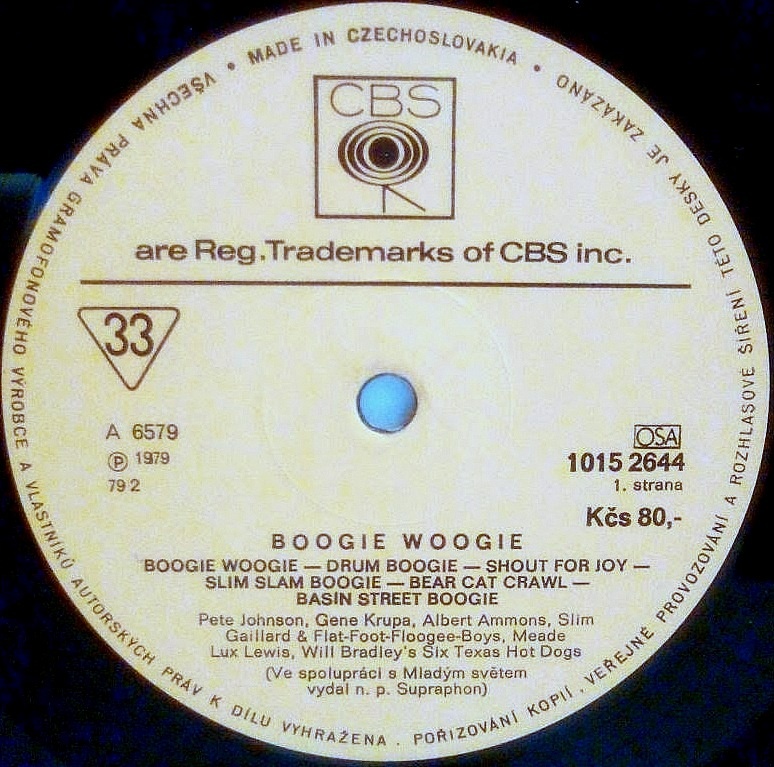 VŠECHNA PRÁVA GRAMOFONOVÉHO VÝROBCE A VLASTNÍKŮ AUTORSKÝCH PRÁV K DÍLU VYHRAŽENA . POŘIZOVÁNÍ KOPIÍ , VEŘEJNÉ PROVOZOVÁNÍ A ROZHLASOVÉ ŠÍŘENÍ TÉTO DESKY JE ZAKÁZÁNO
• MADE IN CZECHOSLOVAKIA •
CBS
are Reg.Trademarks of CBS inc.
33
A 6579
Ⓟ 1979
79 2
OSA
1015 2644
1. strana
Kčs 80,-
BOOGIE WOOGIE
BOOGIE WOOGIE — DRUM BOOGIE — SHOUT FOR JOY —
SLIM SLAM BOOGIE — BEAR CAT CRAWL —
BASIN STREET BOOGIE
Pete Johnson, Gene Krupa, Albert Ammons, Slim
Gaillard & Flat-Foot-Floogee-Boys, Meade
Lux Lewis, Will Bradley's Six Texas Hot Dogs
(Ve spolupráci s Mladým světem
vydal n. p. Supraphon)